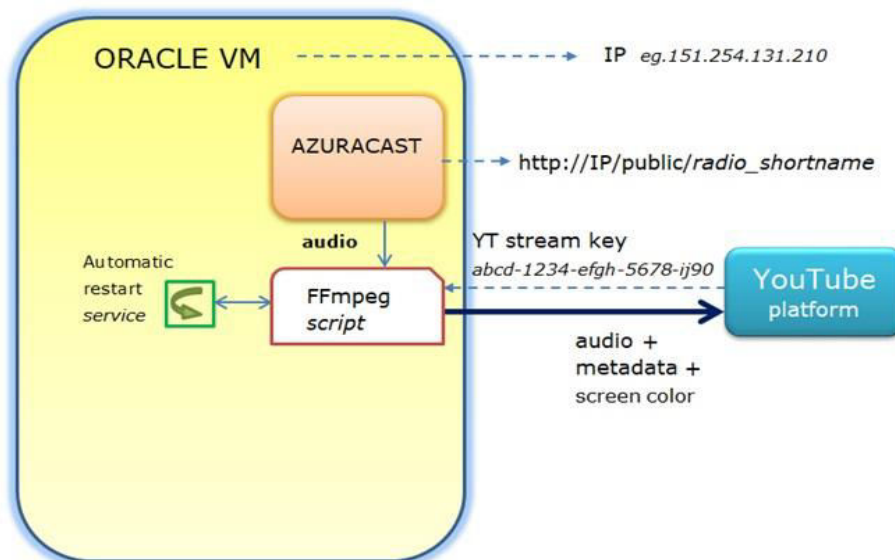 ORACLE VM
IP eg.151.254.131.210
AZURACAST
http://IP/public/radio_shortname
audio
YT stream key
abcd-1234-efgh-5678-ij90
Automatic
restart
service
FFmpeg
script
YouTube
platform
audio +
metadata +
screen color